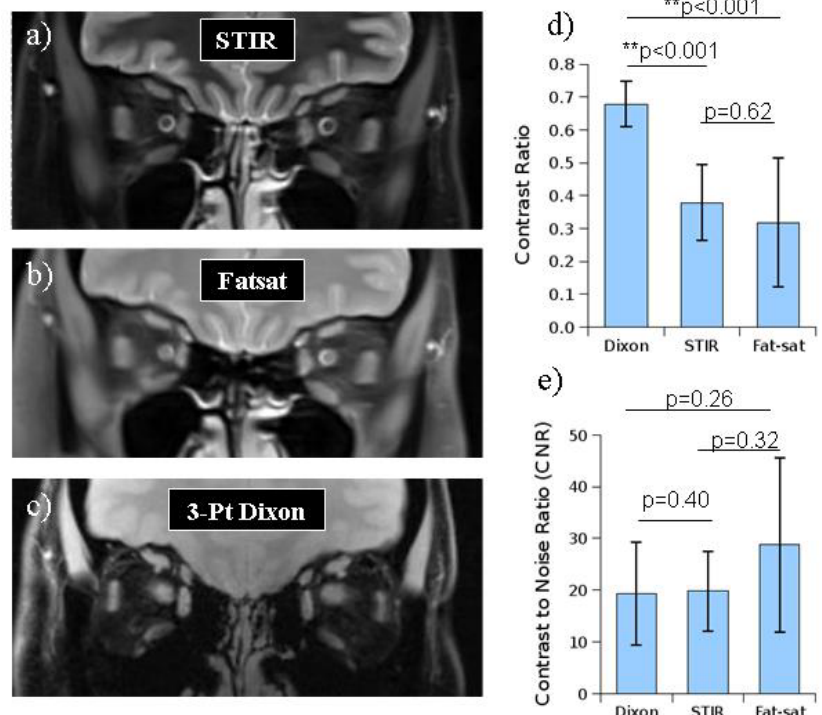 a)
STIR
b)
Fatsat
c)
3-Pt Dixon
d)
**p<0.001
**p<0.001
p=0.62
Contrast Ratio
0.8
0.7
0.6
0.5
0.4
0.3
0.2
0.1
0.0
Dixon STIR Fat-sat
e)
p=0.26
p=0.32
p=0.40
Contrast to Noise Ratio (CNR)
50
40
30
20
10
0
Dixon STIR Fat-sat